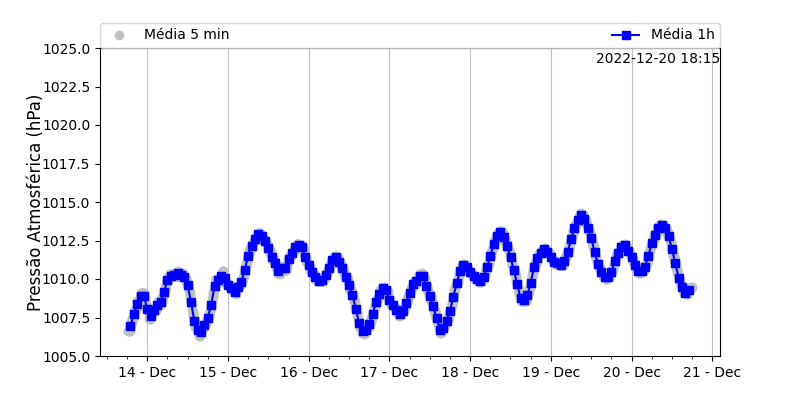 Média 5 min
Média 1h
2022-12-20 18:15
Pressão Atmosférica (hPa)
1025.0
1022.5
1020.0
1017.5
1015.0
1012.5
1010.0
1007.5
1005.0
14 - Dec
15 - Dec
16 - Dec
17 - Dec
18 - Dec
19 - Dec
20 - Dec
21 - Dec